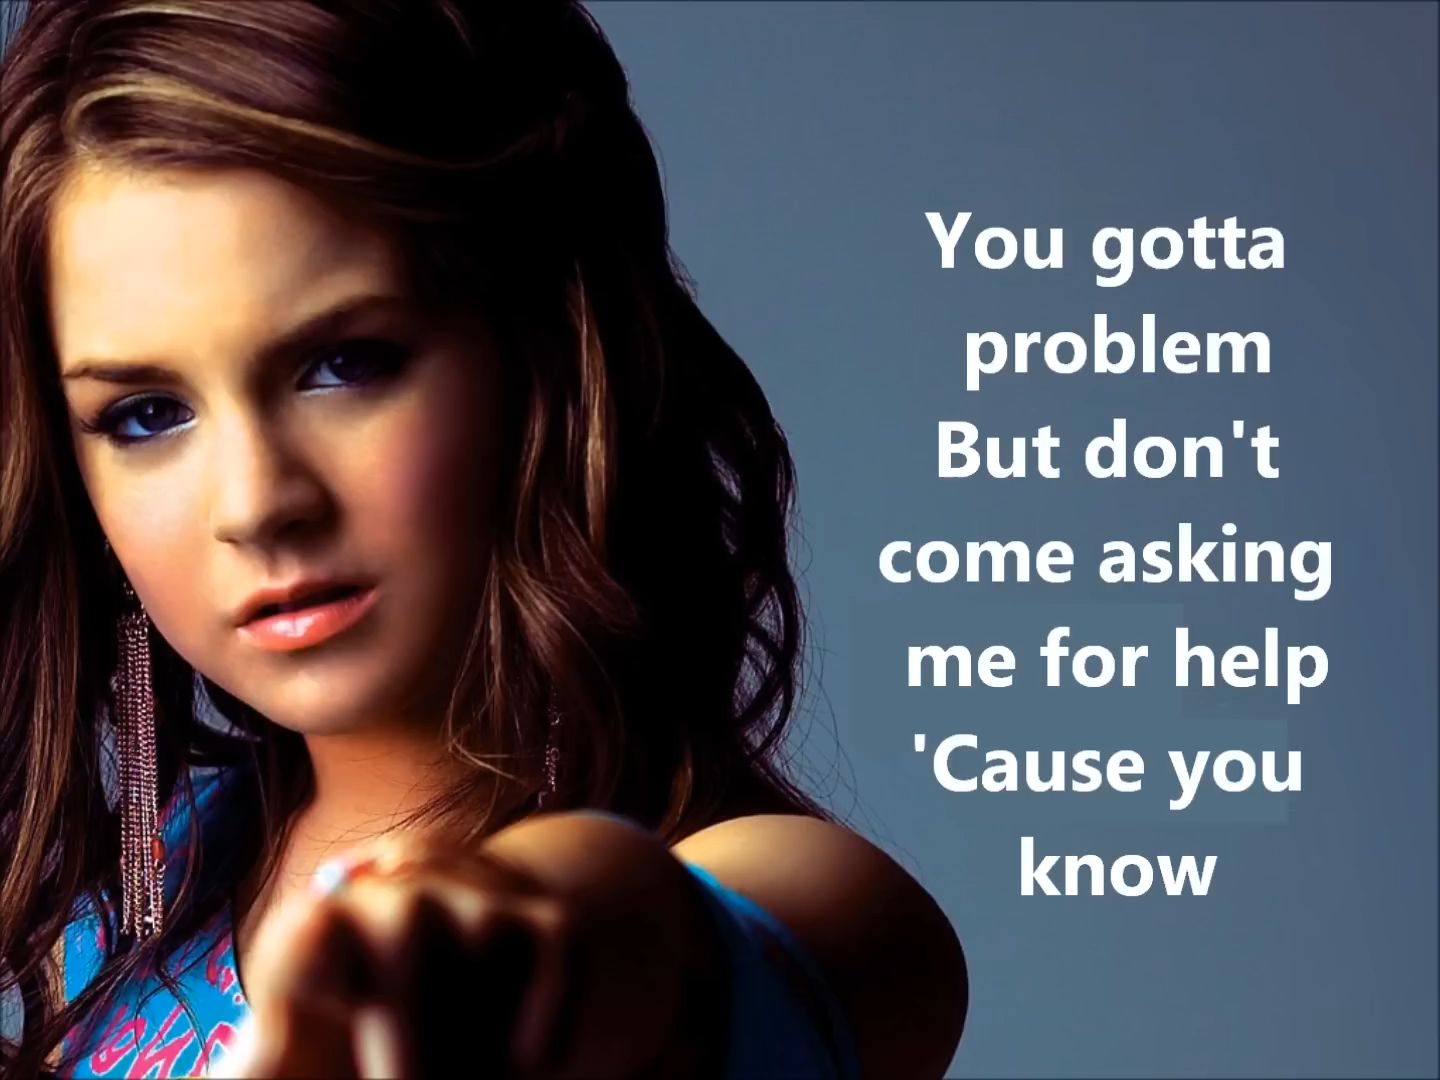 You gotta
problem
But don't
come asking
me for help
'Cause you
know